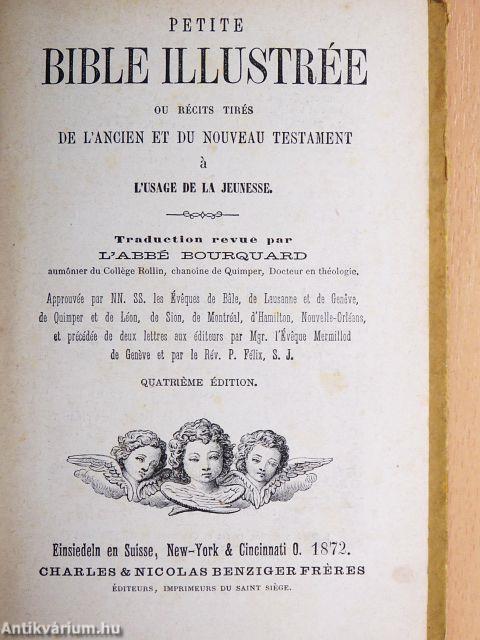 PETITE
BIBLE ILLUSTRÉE
OU RÉCITS TIRÉS
DE L'ANCIEN ET DU NOUVEAU TESTAMENT
à
L'USAGE DE LA JEUNESSE.
Traduction revue par
L'ABBÉ BOURQUARD
aumônier du Collège Rollin, chanoine de Quimper, Docteur en théologie.
Approuvée par NN. SS. les Évêques de Bâle, de Lausanne et de Genève,
de Quimper et de Léon, de Sion, de Montréal, d'Hamilton, Nouvelle-Orléans,
et précédée de deux lettres aux éditeurs par Mgr. l'Évêque Mermillod
de Genève et par le Rév. P. Félix, S. J.
QUATRIÈME ÉDITION.
Einsiedeln en Suisse, New-York & Cincinnati O. 1872.
CHARLES & NICOLAS BENZIGER FRÈRES
ÉDITEURS, IMPRIMEURS DU SAINT SIÈGE.
Antikvárium.hu